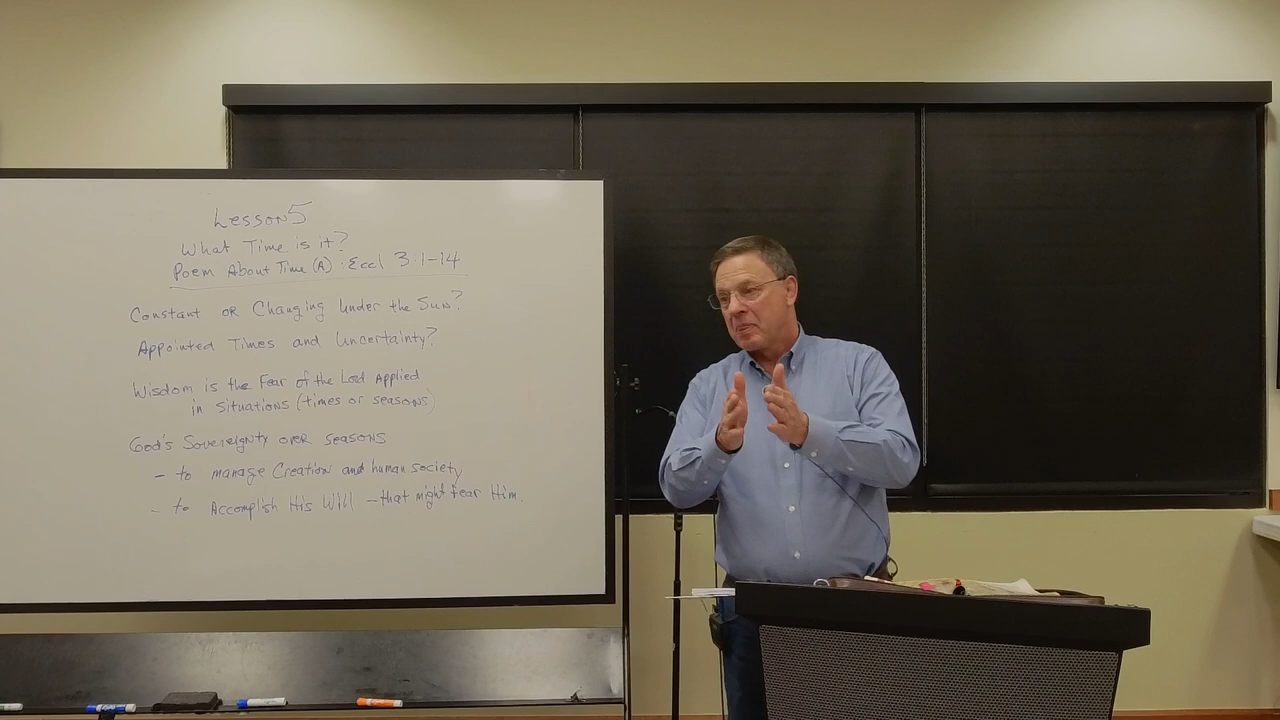 Lesson 5
What Time is it?
Poem About Time (A) : Eccl 3:1-14
Constant or Changing Under the Sun?
Appointed Times and Uncertainty?
Wisdom is the Fear of the Lord Applied
in Situations (times or seasons)
God's Sovereignty over seasons
- to manage Creation and human society
- to Accomplish His Will - that might fear Him.